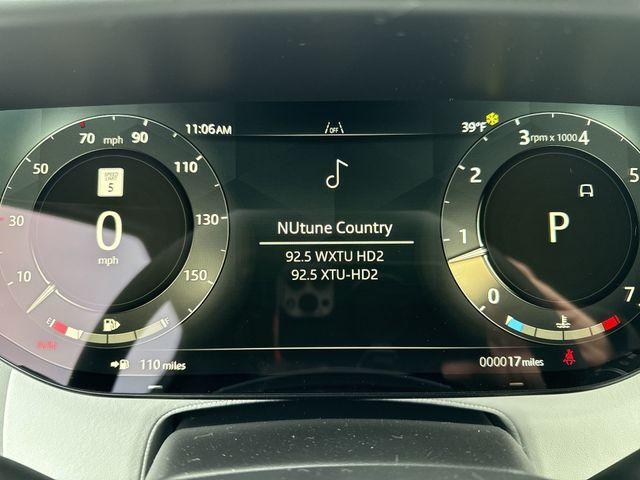 11:06AM
OFF
39°F
70 mph 90
50
110
30
130
10
150
SPEED
LIMIT
5
0
mph
E
F
110 miles
NUtune Country
92.5 WXTU HD2
92.5 XTU-HD2
3 rpm x 1000 4
2
5
1
6
0
7
P
000017 miles